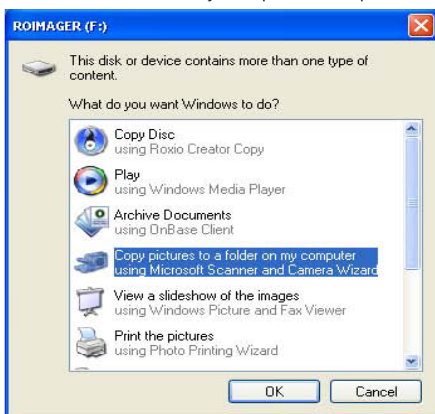 ROIMAGER (F:)
This disk or device contains more than one type of
content.
What do you want Windows to do?
Copy Disc
using Roxio Creator Copy
Play
using Windows Media Player
Archive Documents
using OnBase Client
Copy pictures to a folder on my computer
using Microsoft Scanner and Camera Wizard
View a slideshow of the images
using Windows Picture and Fax Viewer
Print the pictures
using Photo Printing Wizard
OK
Cancel